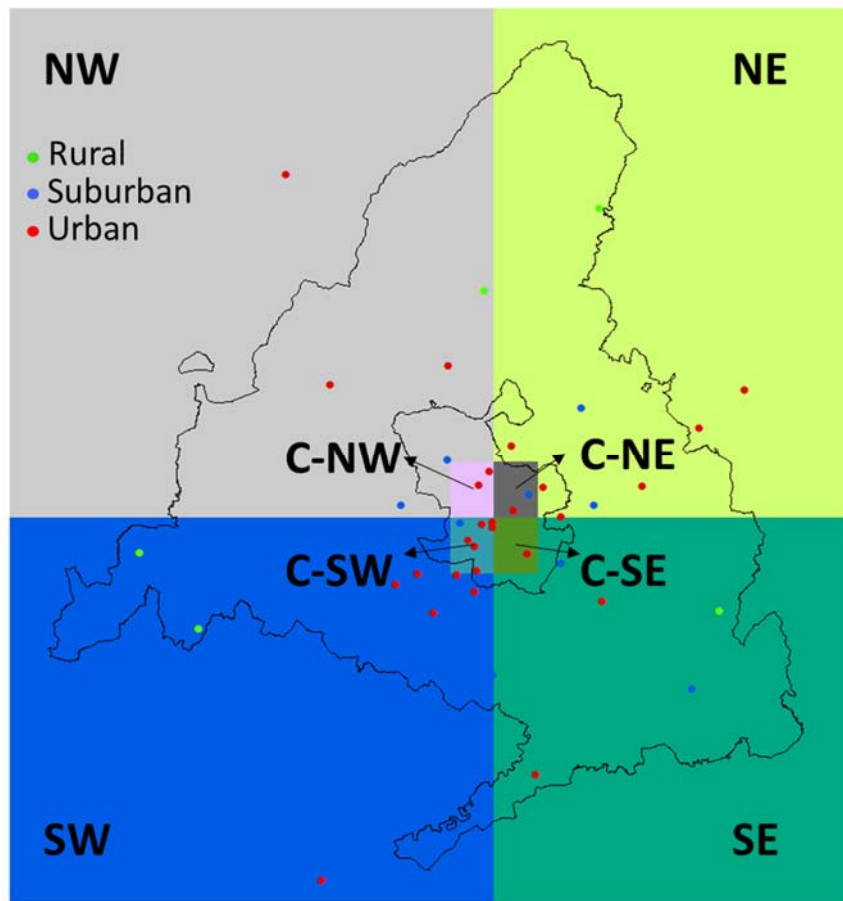 NW
NE
Rural
Suburban
Urban
C-NW
C-NE
C-SW
C-SE
SW
SE